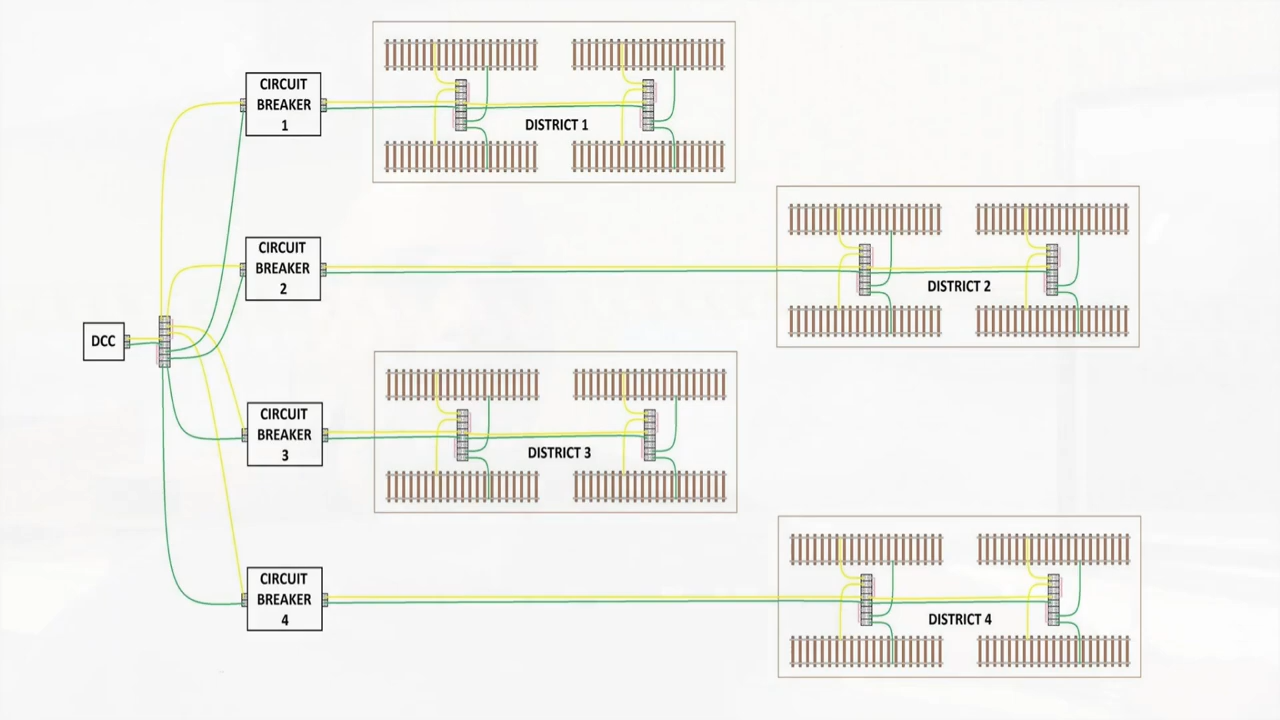 CIRCUIT
BREAKER
1
DISTRICT 1
CIRCUIT
BREAKER
2
DISTRICT 2
DCC
CIRCUIT
BREAKER
3
DISTRICT 3
CIRCUIT
BREAKER
4
DISTRICT 4